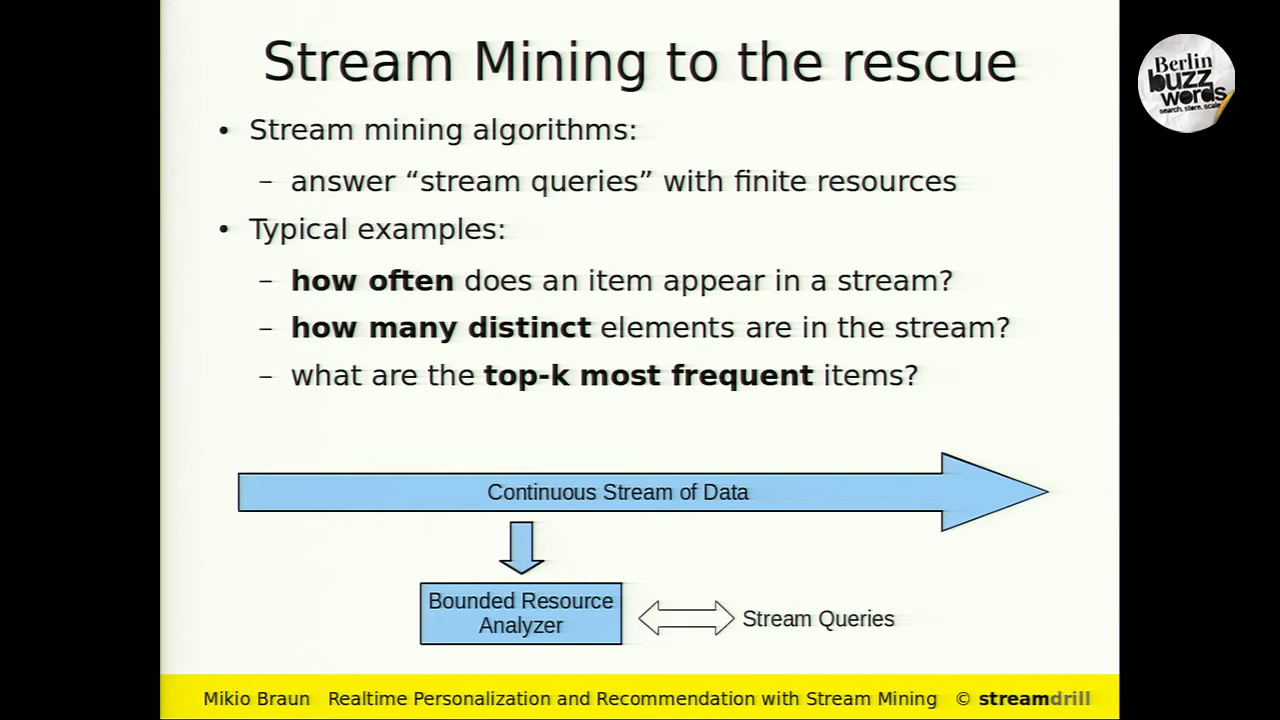 Stream Mining to the rescue
Berlin
buzz
words
search. store. scale.
• Stream mining algorithms:
– answer “stream queries” with finite resources
• Typical examples:
– how often does an item appear in a stream?
– how many distinct elements are in the stream?
– what are the top-k most frequent items?
Continuous Stream of Data
Bounded Resource
Analyzer
Stream Queries
Mikio Braun Realtime Personalization and Recommendation with Stream Mining © streamdrill